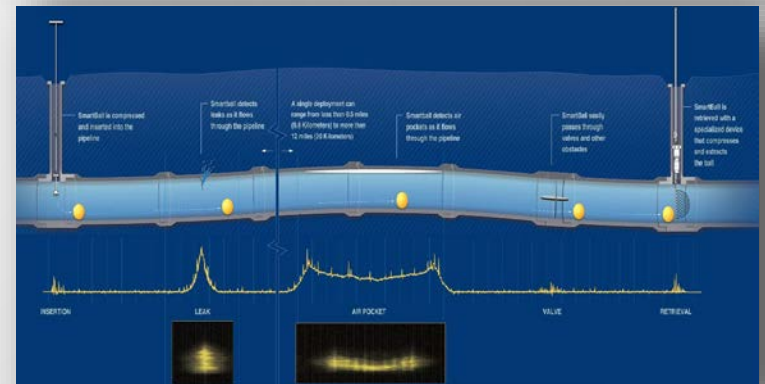 SmartBall is compressed
and inserted into the
pipeline
Smartball detects
leaks as it flows
through the pipeline
A single deployment can
range from less than 0.5 miles
(0.8 Kilometers) to more than
12 miles (20 Kilometers)
Smartball detects air
pockets as it flows
through the pipeline
SmartBall easily
passes through
valves and other
obstacles
SmartBall is
retrieved with a
specialized device
that compresses
and extracts
the ball
INSERTION
LEAK
AIR POCKET
VALVE
RETRIEVAL